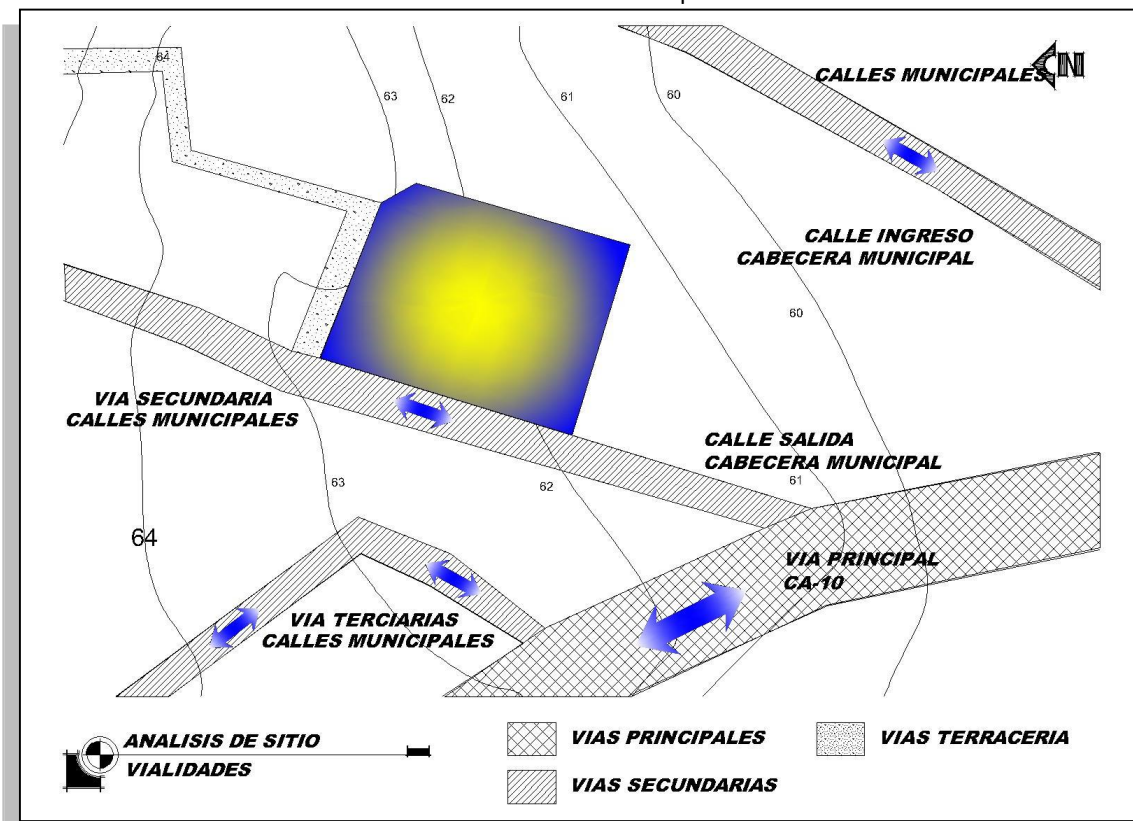 64
63
62
61
60
CALLES MUNICIPALES
N
CALLE INGRESO
CABECERA MUNICIPAL
60
VIA SECUNDARIA
CALLES MUNICIPALES
CALLE SALIDA
CABECERA MUNICIPAL
63
62
61
64
VIA PRINCIPAL
CA-10
VIA TERCIARIAS
CALLES MUNICIPALES
ANALISIS DE SITIO
VIALIDADES
VIAS PRINCIPALES
VIAS TERRACERIA
VIAS SECUNDARIAS